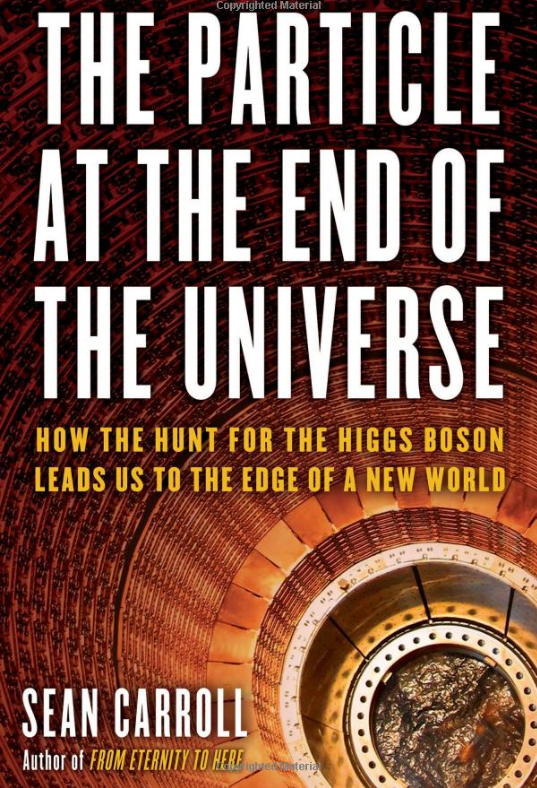 Copyrighted Material
THE PARTICLE
AT THE END OF
THE UNIVERSE
HOW THE HUNT FOR THE HIGGS BOSON
LEADS US TO THE EDGE OF A NEW WORLD
SEAN CARROLL
Author of FROM ETERNITY TO HERE
Copyrighted Material